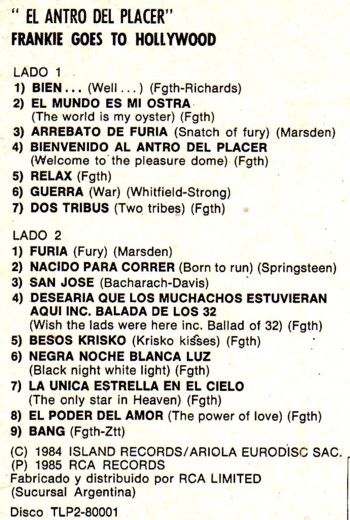 “ EL ANTRO DEL PLACER”
FRANKIE GOES TO HOLLYWOOD
LADO 1
1) BIEN... (Well...) (Fgth-Richards)
2) EL MUNDO ES MI OSTRA
(The world is my oyster) (Fgth)
3) ARREBATO DE FURIA (Snatch of fury) (Marsden)
4) BIENVENIDO AL ANTRO DEL PLACER
(Welcome to the pleasure dome) (Fgth)
5) RELAX (Fgth)
6) GUERRA (War) (Whitfield-Strong)
7) DOS TRIBUS (Two tribes) (Fgth)
LADO 2
1) FURIA (Fury) (Marsden)
2) NACIDO PARA CORRER (Born to run) (Springsteen)
3) SAN JOSE (Bacharach-Davis)
4) DESEARIA QUE LOS MUCHACHOS ESTUVIERAN
AQUI INC. BALADA DE LOS 32
(Wish the lads were here inc. Ballad of 32) (Fgth)
5) BESOS KRISKO (Krisko kisses) (Fgth)
6) NEGRA NOCHE BLANCA LUZ
(Black night white light) (Fgth)
7) LA UNICA ESTRELLA EN EL CIELO
(The only star in Heaven) (Fgth)
8) EL PODER DEL AMOR (The power of love) (Fgth)
9) BANG (Fgth-Ztt)
(C) 1984 ISLAND RECORDS/ARIOLA EURODISC SAC.
(P) 1985 RCA RECORDS
Fabricado y distribuido por RCA LIMITED
(Sucursal Argentina)
Disco TLP2-80001